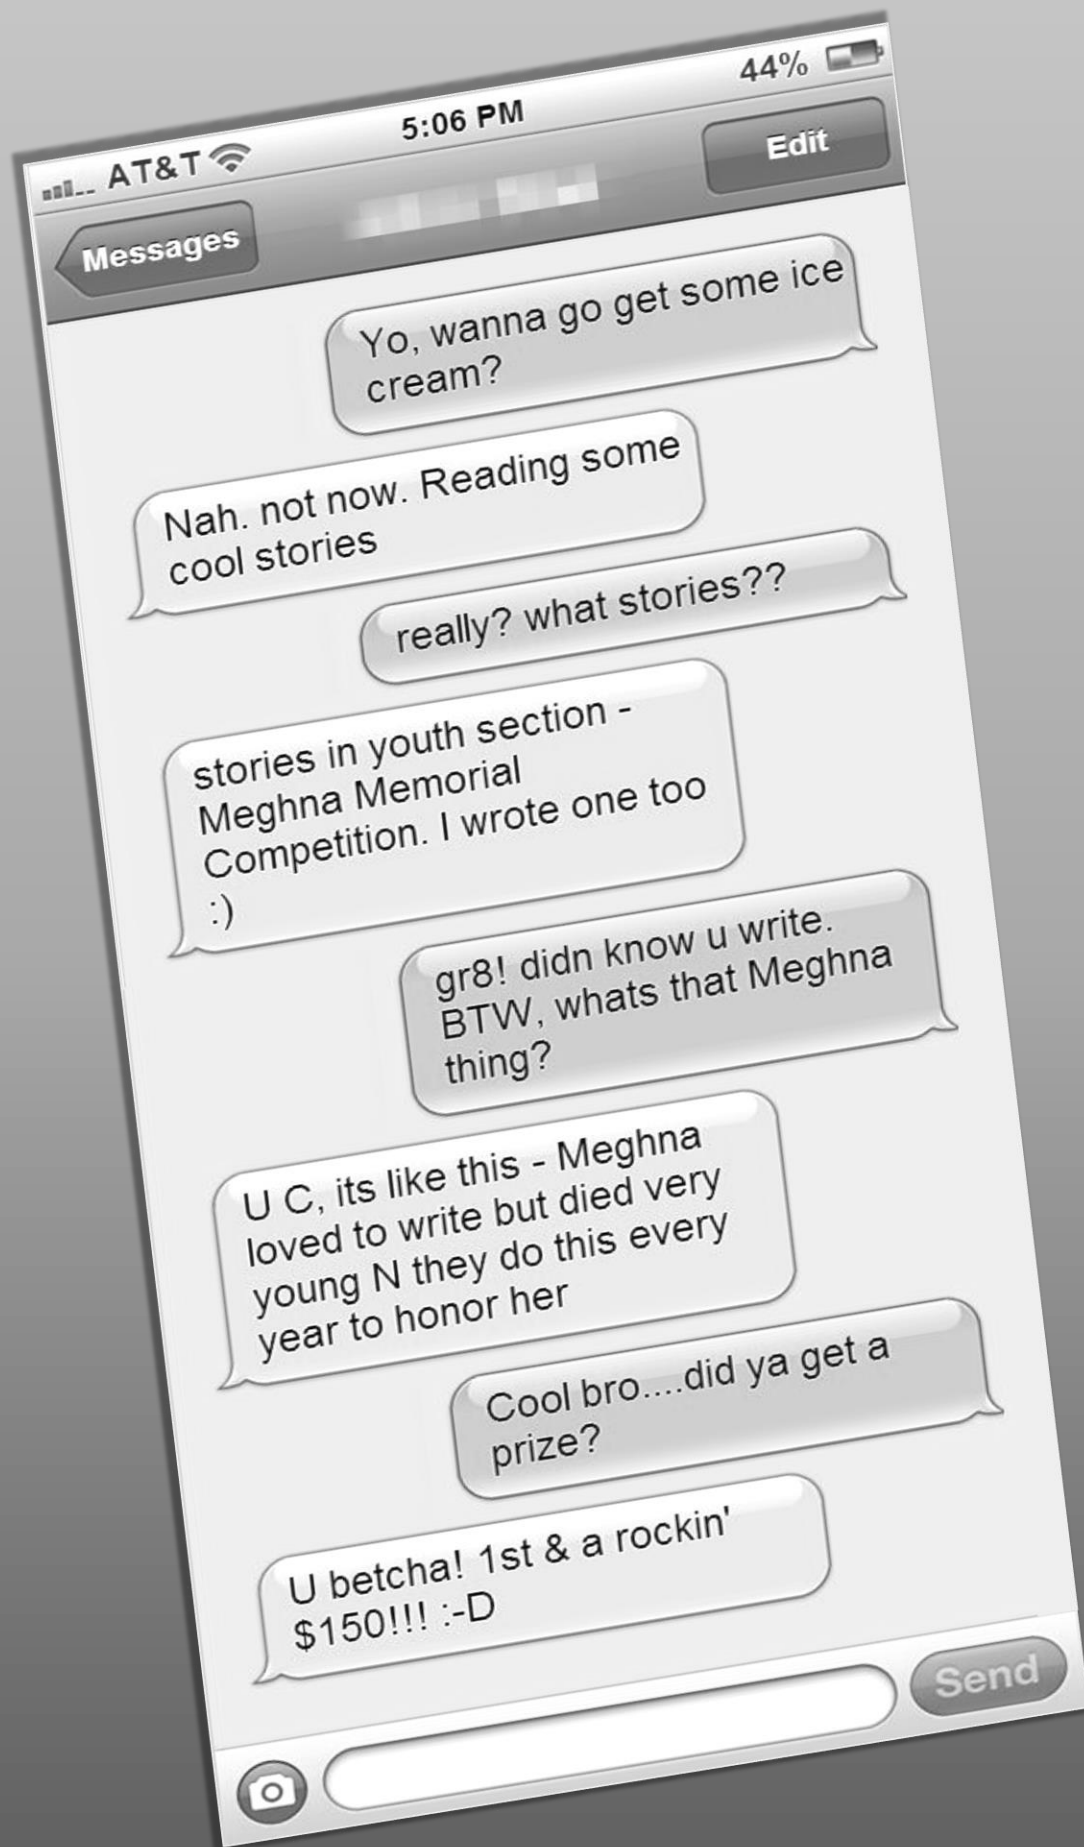 AT&T 5:06 PM 44%
Messages Edit
Yo, wanna go get some ice
cream?
Nah. not now. Reading some
cool stories
really? what stories??
stories in youth section -
Meghna Memorial
Competition. I wrote one too
:)
gr8! didn know u write.
BTW, whats that Meghna
thing?
U C, its like this - Meghna
loved to write but died very
young N they do this every
year to honor her
Cool bro....did ya get a
prize?
U betcha! 1st & a rockin'
$150!!! :-D
Send